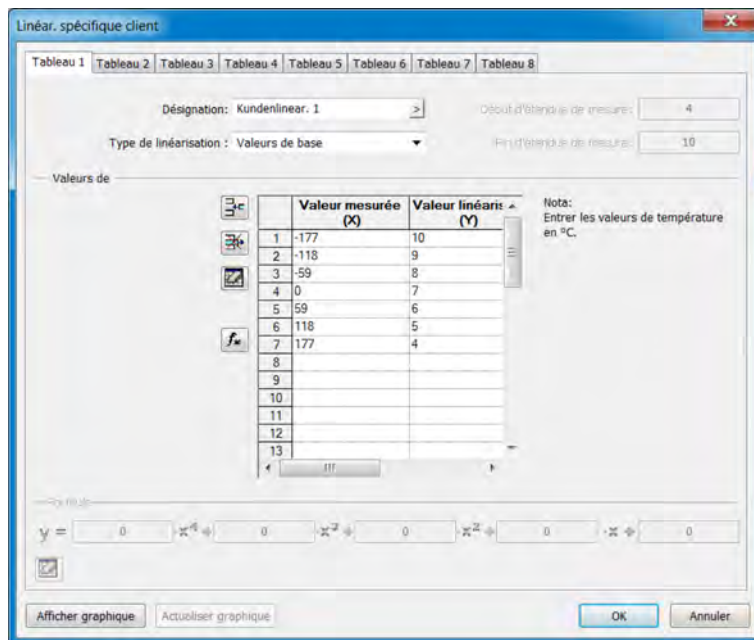 Linéar. spécifique client
Tableau 1 Tableau 2 Tableau 3 Tableau 4 Tableau 5 Tableau 6 Tableau 7 Tableau 8
Désignation: Kundenlinear. 1 > Début d'étendue de mesure: 4
Type de linéarisation : Valeurs de base Fin d'étendue de mesure: 10
Valeurs de
Valeur mesurée (X) Valeur linéaris (Y)
1 -177 10
2 -118 9
3 -59 8
4 0 7
5 59 6
6 118 5
7 177 4
8
9
10
11
12
13
Nota:
Entrer les valeurs de température
en °C.
y = 0 ·x⁴ + 0 ·x³ + 0 ·x² + 0 ·x + 0
Afficher graphique Actualiser graphique OK Annuler